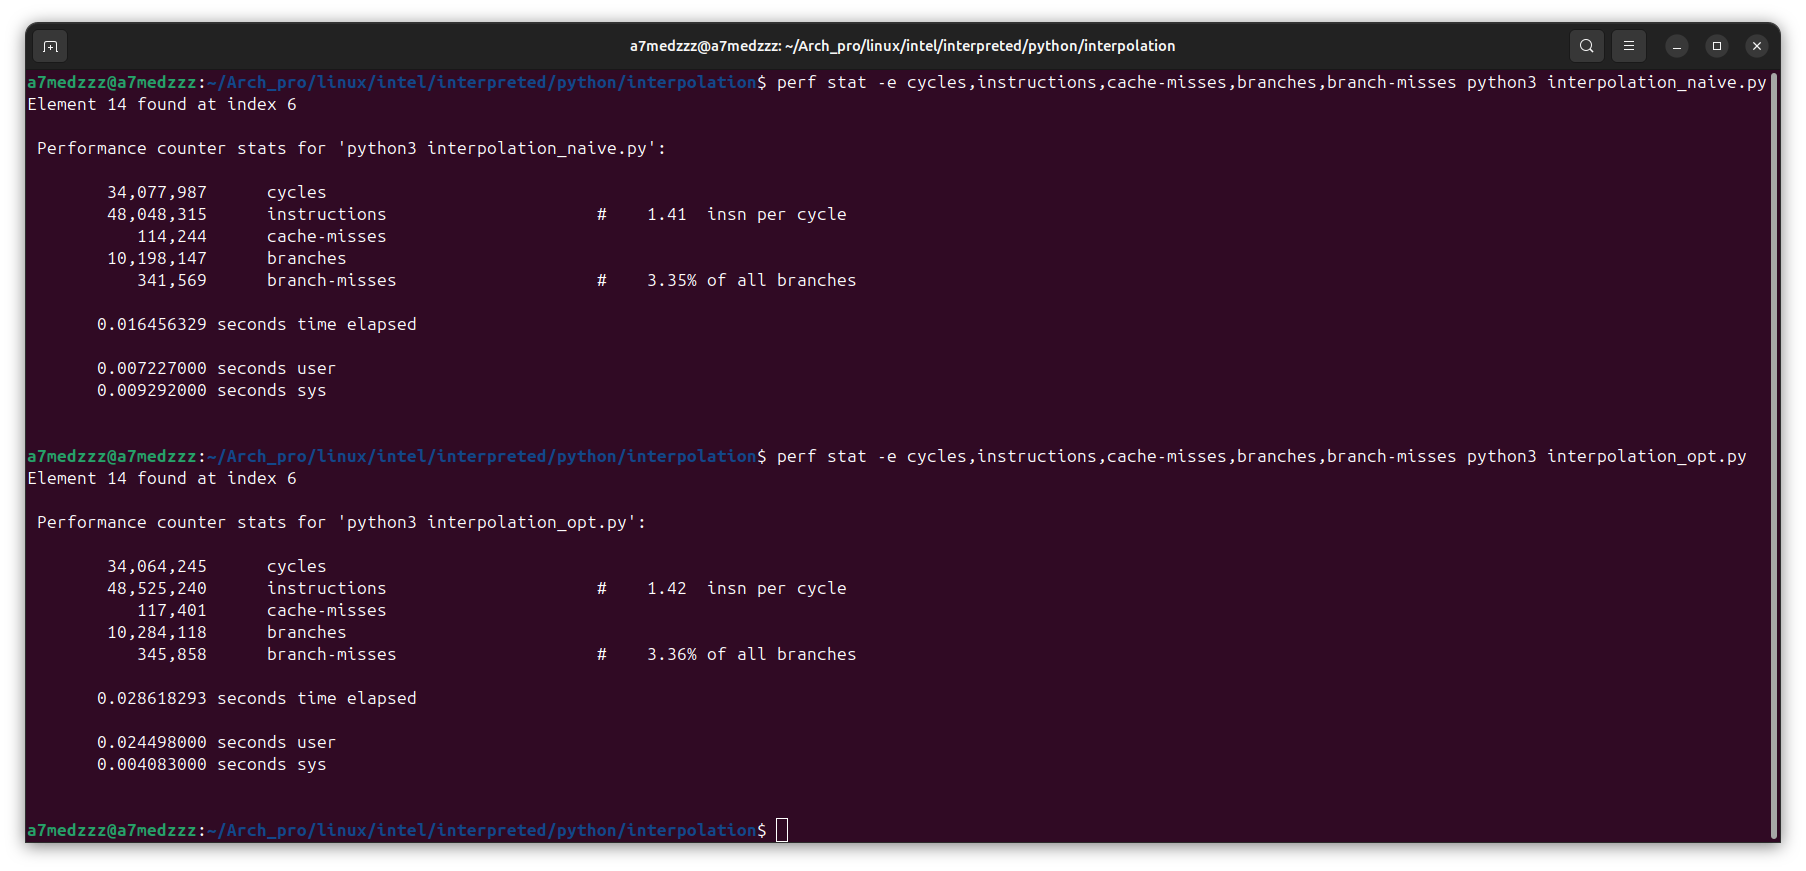 a7medzzz@a7medzzz: ~/Arch_pro/linux/intel/interpreted/python/interpolation
a7medzzz@a7medzzz:~/Arch_pro/linux/intel/interpreted/python/interpolation$ perf stat -e cycles,instructions,cache-misses,branches,branch-misses python3 interpolation_naive.py
Element 14 found at index 6
Performance counter stats for 'python3 interpolation_naive.py':
34,077,987 cycles
48,048,315 instructions # 1.41 insn per cycle
114,244 cache-misses
10,198,147 branches
341,569 branch-misses # 3.35% of all branches
0.016456329 seconds time elapsed
0.007227000 seconds user
0.009292000 seconds sys
a7medzzz@a7medzzz:~/Arch_pro/linux/intel/interpreted/python/interpolation$ perf stat -e cycles,instructions,cache-misses,branches,branch-misses python3 interpolation_opt.py
Element 14 found at index 6
Performance counter stats for 'python3 interpolation_opt.py':
34,064,245 cycles
48,525,240 instructions # 1.42 insn per cycle
117,401 cache-misses
10,284,118 branches
345,858 branch-misses # 3.36% of all branches
0.028618293 seconds time elapsed
0.024498000 seconds user
0.004083000 seconds sys
a7medzzz@a7medzzz:~/Arch_pro/linux/intel/interpreted/python/interpolation$